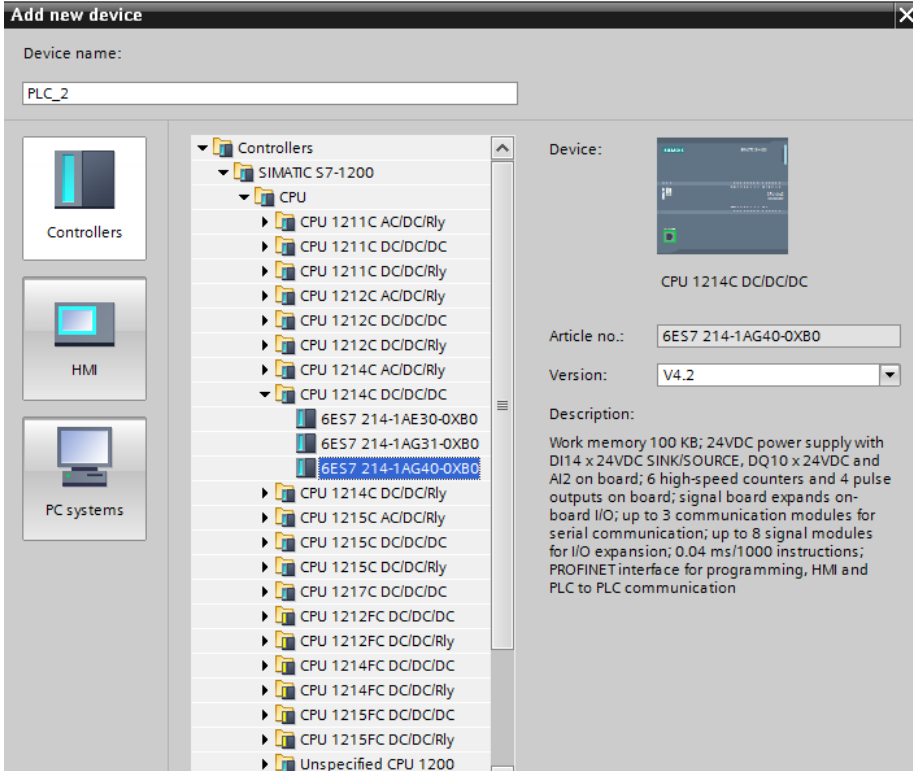 Add new device
Device name:
PLC_2
Controllers
HMI
PC systems
Controllers
SIMATIC S7-1200
CPU
CPU 1211C AC/DC/Rly
CPU 1211C DC/DC/DC
CPU 1211C DC/DC/Rly
CPU 1212C AC/DC/Rly
CPU 1212C DC/DC/DC
CPU 1212C DC/DC/Rly
CPU 1214C AC/DC/Rly
CPU 1214C DC/DC/DC
6ES7 214-1AE30-0XB0
6ES7 214-1AG31-0XB0
6ES7 214-1AG40-0XB0
CPU 1214C DC/DC/Rly
CPU 1215C AC/DC/Rly
CPU 1215C DC/DC/DC
CPU 1215C DC/DC/Rly
CPU 1217C DC/DC/DC
CPU 1212FC DC/DC/DC
CPU 1212FC DC/DC/Rly
CPU 1214FC DC/DC/DC
CPU 1214FC DC/DC/Rly
CPU 1215FC DC/DC/DC
CPU 1215FC DC/DC/Rly
Unspecified CPU 1200
Device:
SIEMENS
CPU 1214C DC/DC/DC
Article no.: 6ES7 214-1AG40-0XB0
Version: V4.2
Description:
Work memory 100 KB; 24VDC power supply with
DI14 x 24VDC SINK/SOURCE, DQ10 x 24VDC and
AI2 on board; 6 high-speed counters and 4 pulse
outputs on board; signal board expands on-
board I/O; up to 3 communication modules for
serial communication; up to 8 signal modules
for I/O expansion; 0.04 ms/1000 instructions;
PROFINET interface for programming, HMI and
PLC to PLC communication